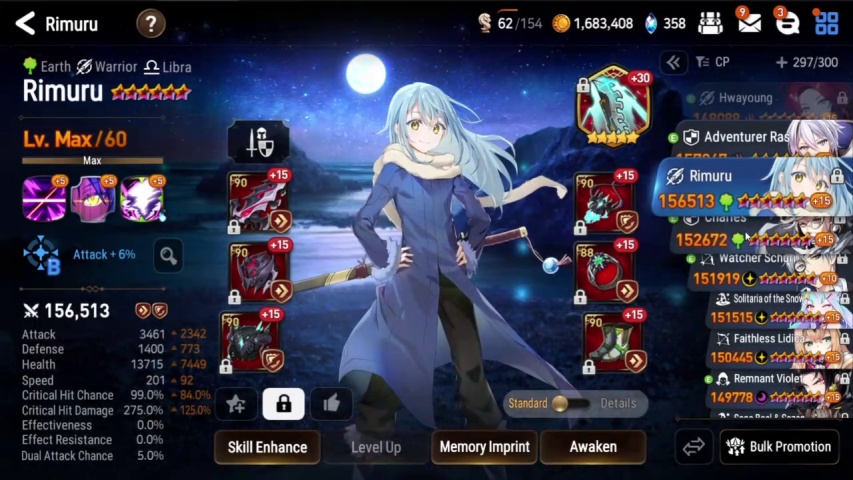 Rimuru
?
62/154
1,683,408
358
9
3
Earth Warrior Libra
Rimuru
Lv. Max/60
Max
+5 +5 +5
B Attack + 6%
156,513
Attack 3461 2342
Defense 1400 773
Health 13715 7449
Speed 201 92
Critical Hit Chance 99.0% 84.0%
Critical Hit Damage 275.0% 125.0%
Effectiveness 0.0%
Effect Resistance 0.0%
Dual Attack Chance 5.0%
90 +15
90 +15
90 +15
+30
90 +15
88 +15
90 +15
Standard Details
Skill Enhance
Level Up
Memory Imprint
Awaken
CP
+ 297/300
Hwayoung
Adventurer Ras
Rimuru
156513 +15
Charles
152672 +15
Watcher Schuri
151919 +10
Solitaria of the Snow
151515 +15
Faithless Lidica
150445 +15
Remnant Violet
149778 +15
Bulk Promotion